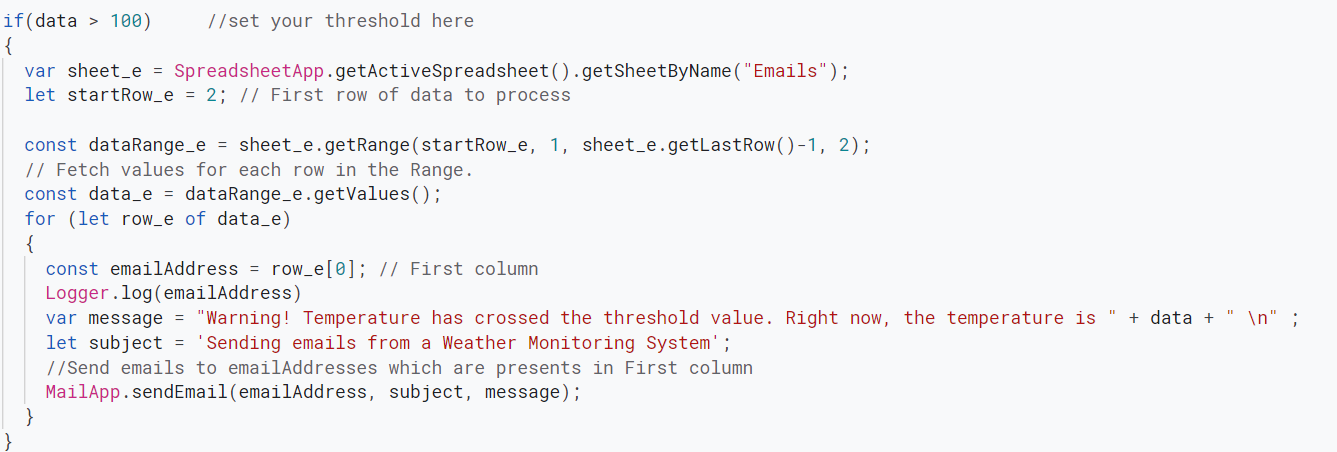 if(data > 100)     //set your threshold here
{
  var sheet_e = SpreadsheetApp.getActiveSpreadsheet().getSheetByName("Emails");
  let startRow_e = 2; // First row of data to process

  const dataRange_e = sheet_e.getRange(startRow_e, 1, sheet_e.getLastRow()-1, 2);
  // Fetch values for each row in the Range.
  const data_e = dataRange_e.getValues();
  for (let row_e of data_e)
  {
    const emailAddress = row_e[0]; // First column
    Logger.log(emailAddress)
    var message = "Warning! Temperature has crossed the threshold value. Right now, the temperature is " + data + " \n" ;
    let subject = 'Sending emails from a Weather Monitoring System';
    //Send emails to emailAddresses which are presents in First column
    MailApp.sendEmail(emailAddress, subject, message);
  }
}